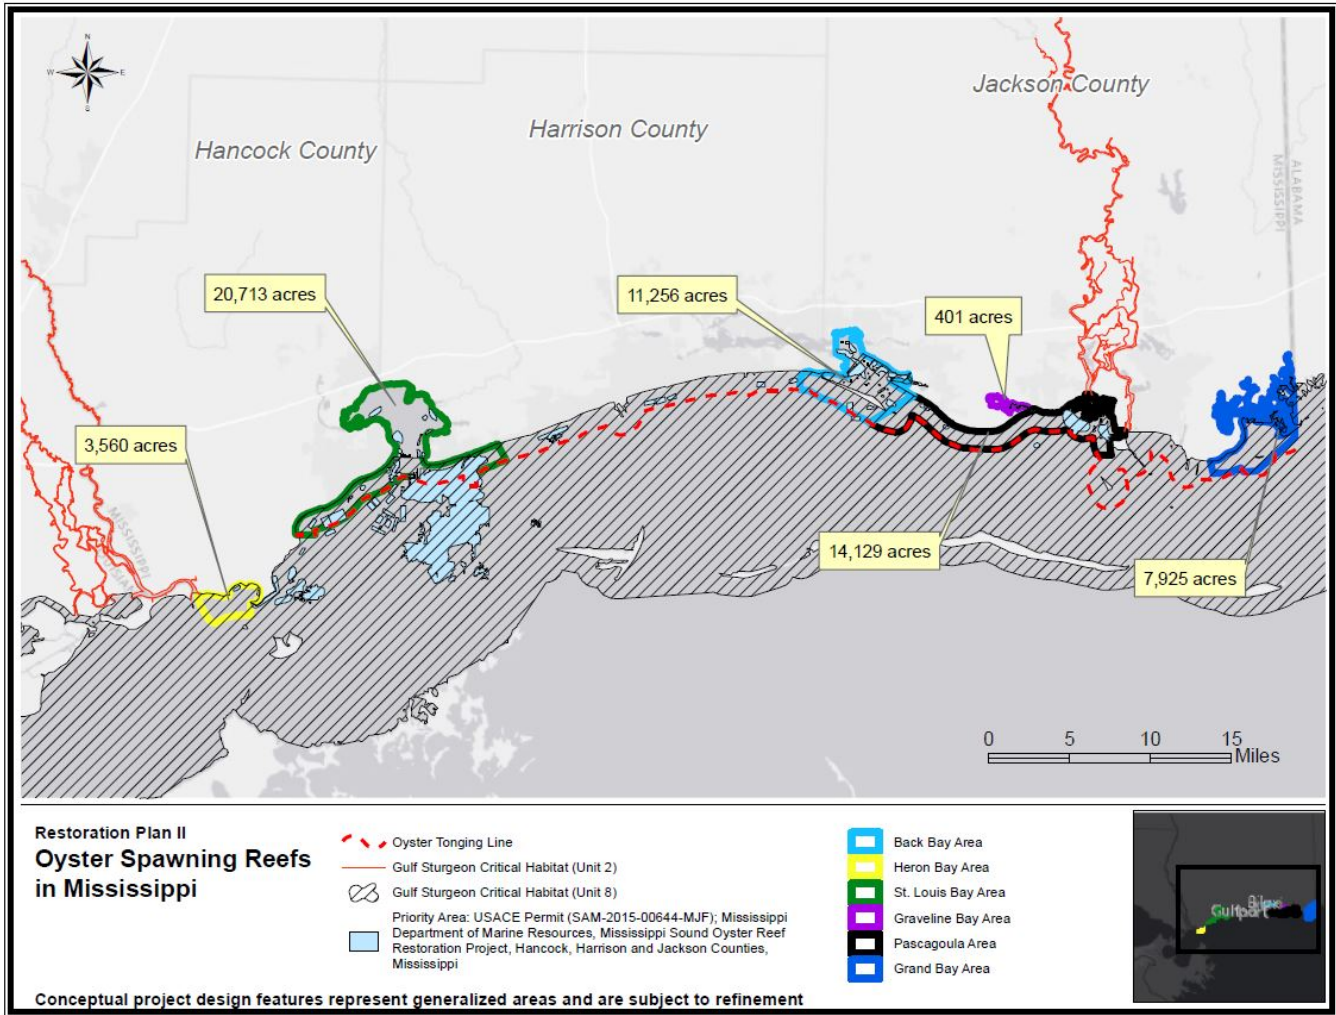 N
W
E
S
Jackson County
Harrison County
Hancock County
ALABAMA
MISSISSIPPI
20,713 acres
11,256 acres
401 acres
3,560 acres
MISSISSIPPI
14,129 acres
7,925 acres
0 5 10 15
Miles
Restoration Plan II
Oyster Spawning Reefs
in Mississippi
Oyster Tonging Line
Gulf Sturgeon Critical Habitat (Unit 2)
Gulf Sturgeon Critical Habitat (Unit 8)
Priority Area: USACE Permit (SAM-2015-00644-MJF); Mississippi
Department of Marine Resources, Mississippi Sound Oyster Reef
Restoration Project, Hancock, Harrison and Jackson Counties,
Mississippi
Back Bay Area
Heron Bay Area
St. Louis Bay Area
Graveline Bay Area
Pascagoula Area
Grand Bay Area
Gulfport
Conceptual project design features represent generalized areas and are subject to refinement